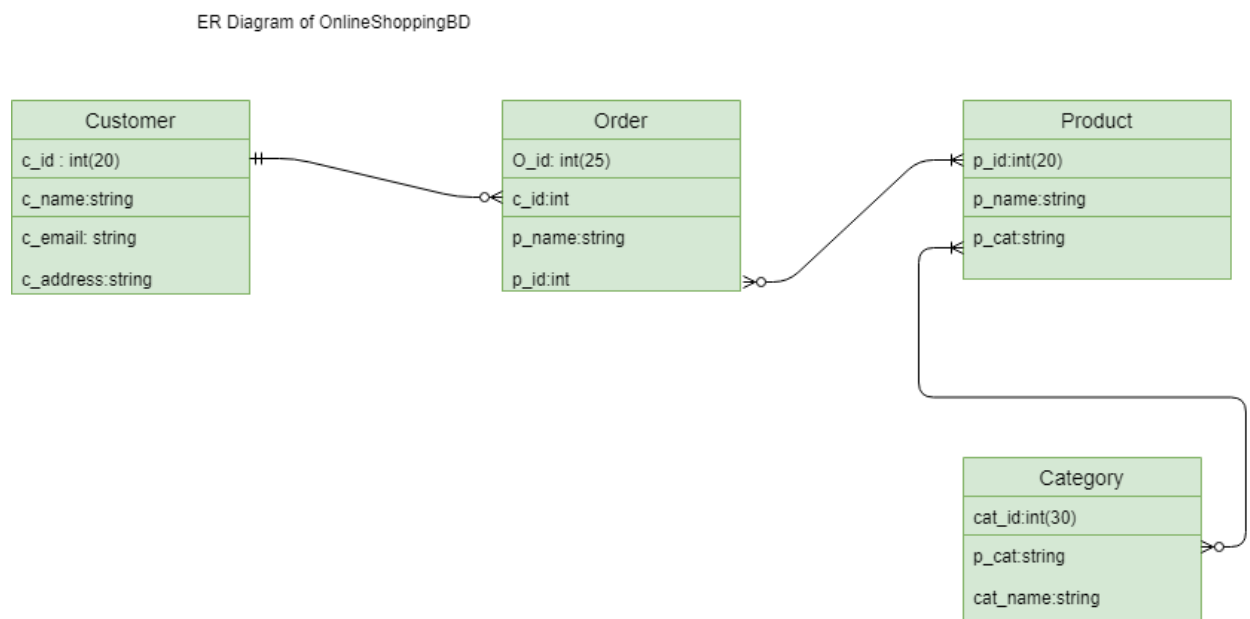 ER Diagram of OnlineShoppingBD
Customer
c_id : int(20)
c_name:string
c_email: string
c_address:string
Order
O_id: int(25)
c_id:int
p_name:string
p_id:int
Product
p_id:int(20)
p_name:string
p_cat:string
Category
cat_id:int(30)
p_cat:string
cat_name:string